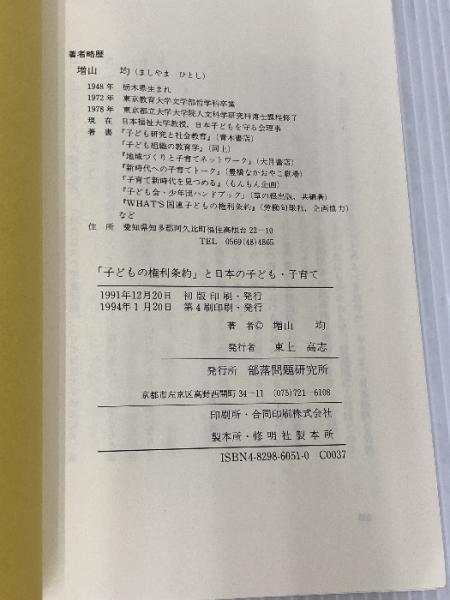 著者略歴
増山 均(ましやま ひとし)
1948年 栃木県生まれ
1972年 東京教育大学文学部哲学科卒業
1978年 東京都立大学大学院人文科学研究科博士課程修了
現在 日本福祉大学教授、日本子どもを守る会理事
著書 『子ども研究と社会教育』(青木書店)
『子ども組織の教育学』(同上)
『地域づくりと子育てネットワーク』(大月書店)
『新時代への子育てトーク』(豊橋なかおやこ劇場)
『子育て新時代を見つめる』(もんもん企画)
『子ども会・少年団ハンドブック』(草の根出版、共編著)
『WHAT'S国連子どもの権利条約』(労働旬報社、企画協力)
など
住所 愛知県知多郡阿久比町福住高根台22-10
TEL 0569(48)4865
「子どもの権利条約」と日本の子ども・子育て
1991年12月20日 初版印刷・発行
1994年1月20日 第4刷印刷・発行
著者© 増山 均
発行者 東上 高志
発行所 部落問題研究所
京都市左京区高野西開町34-11 (075)721-6108
印刷所・合同印刷株式会社
製本所・修明社製本所
ISBN4-8298-6051-0 C0037